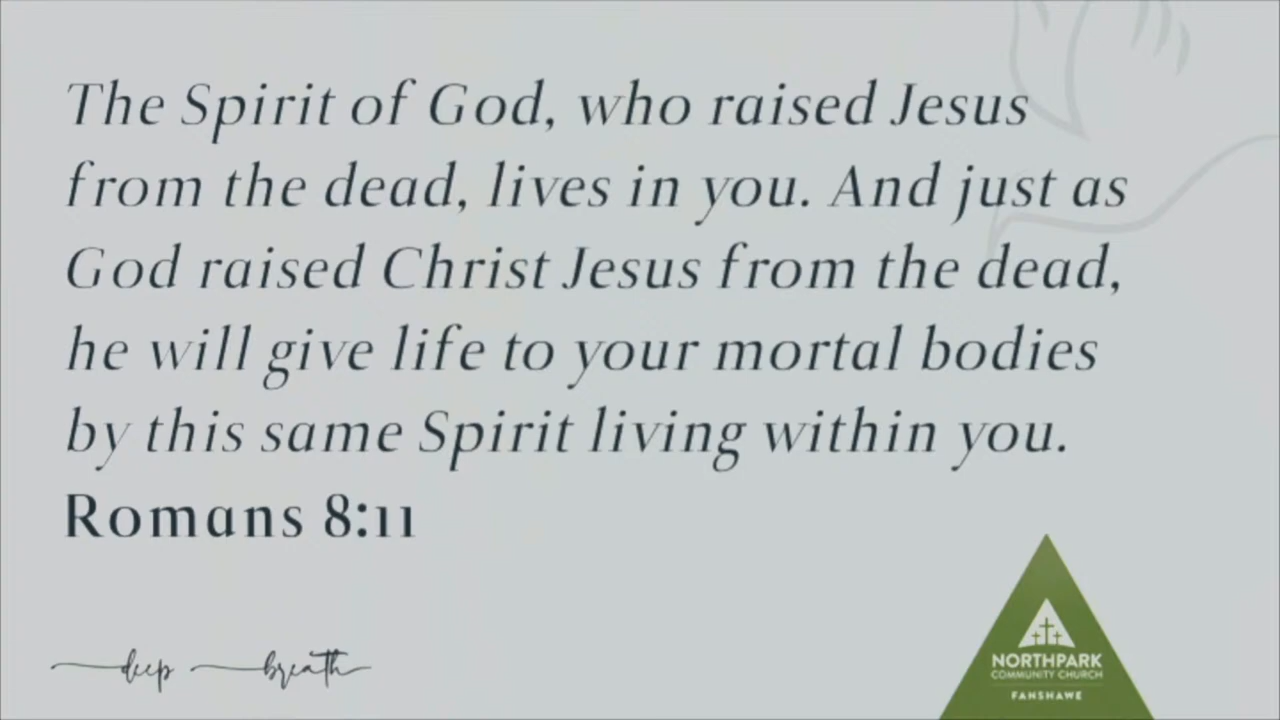 The Spirit of God, who raised Jesus
from the dead, lives in you. And just as
God raised Christ Jesus from the dead,
he will give life to your mortal bodies
by this same Spirit living within you.
Romans 8:11
deep breath
NORTHPARK
COMMUNITY CHURCH
FANSHAWE